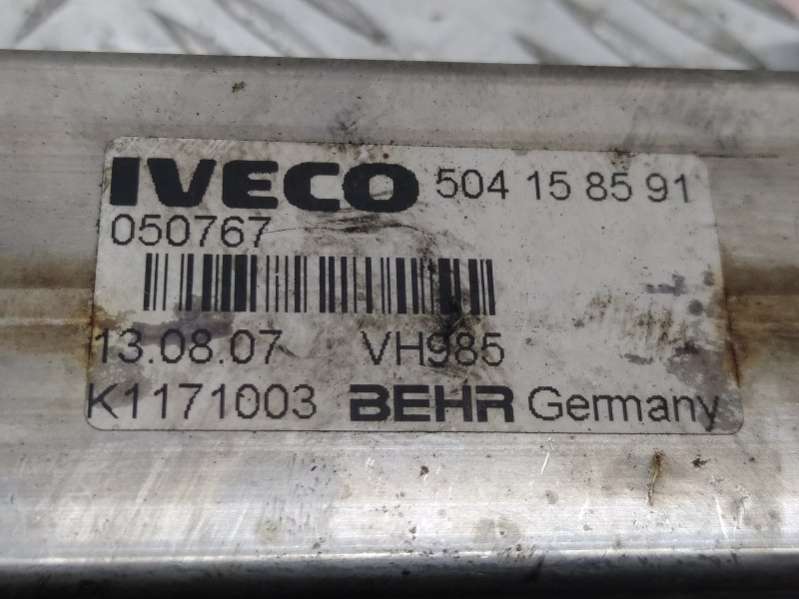 IVECO 504 15 85 91
050767
13.08.07 VH985
K1171003 BEHR Germany